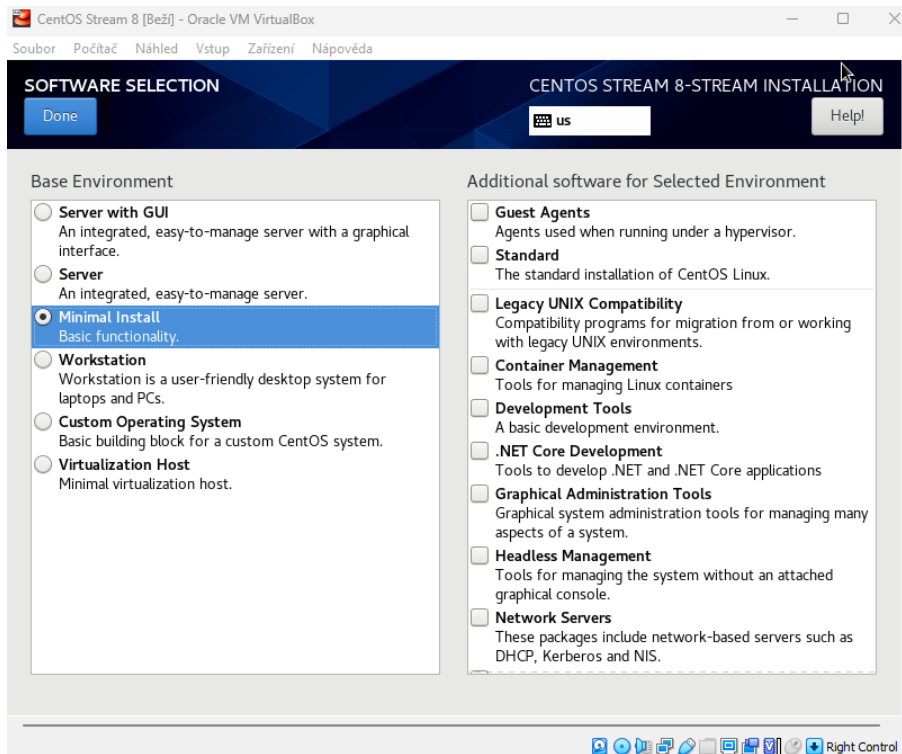 CentOS Stream 8 [Beží] - Oracle VM VirtualBox
Soubor Počítač Náhled Vstup Zařízení Nápověda
SOFTWARE SELECTION
CENTOS STREAM 8-STREAM INSTALLATION
Done
us
Help!
Base Environment
Server with GUI
An integrated, easy-to-manage server with a graphical
interface.
Server
An integrated, easy-to-manage server.
Minimal Install
Basic functionality.
Workstation
Workstation is a user-friendly desktop system for
laptops and PCs.
Custom Operating System
Basic building block for a custom CentOS system.
Virtualization Host
Minimal virtualization host.
Additional software for Selected Environment
Guest Agents
Agents used when running under a hypervisor.
Standard
The standard installation of CentOS Linux.
Legacy UNIX Compatibility
Compatibility programs for migration from or working
with legacy UNIX environments.
Container Management
Tools for managing Linux containers
Development Tools
A basic development environment.
.NET Core Development
Tools to develop .NET and .NET Core applications
Graphical Administration Tools
Graphical system administration tools for managing many
aspects of a system.
Headless Management
Tools for managing the system without an attached
graphical console.
Network Servers
These packages include network-based servers such as
DHCP, Kerberos and NIS.
Right Control